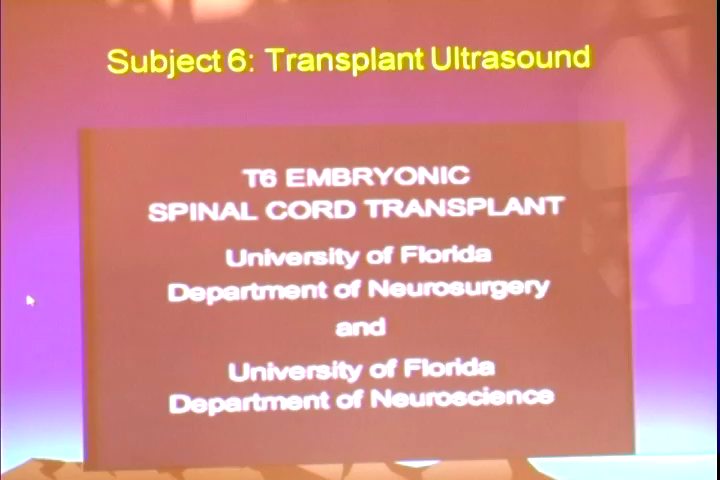 Subject 6: Transplant Ultrasound
T6 EMBRYONIC
SPINAL CORD TRANSPLANT
University of Florida
Department of Neurosurgery
and
University of Florida
Department of Neuroscience